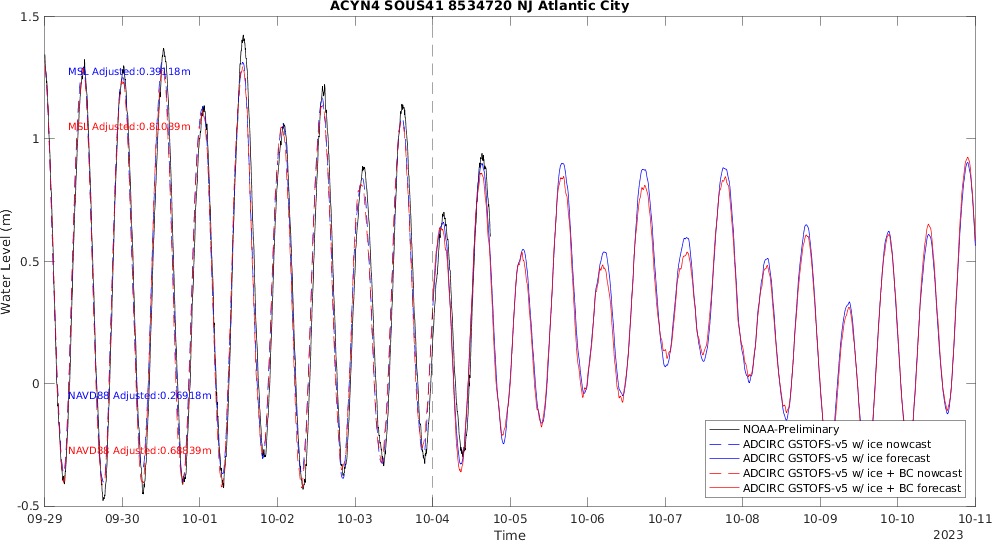 ACYN4 SOUS41 8534720 NJ Atlantic City
1.5
1
0.5
0
-0.5
Water Level (m)
MSL Adjusted:0.39118m
MSL Adjusted:0.81039m
NAVD88 Adjusted:0.26918m
NAVD88 Adjusted:0.68839m
NOAA-Preliminary
ADCIRC GSTOFS-v5 w/ ice nowcast
ADCIRC GSTOFS-v5 w/ ice forecast
ADCIRC GSTOFS-v5 w/ ice + BC nowcast
ADCIRC GSTOFS-v5 w/ ice + BC forecast
09-29 09-30 10-01 10-02 10-03 10-04 10-05 10-06 10-07 10-08 10-09 10-10 10-11
Time
2023